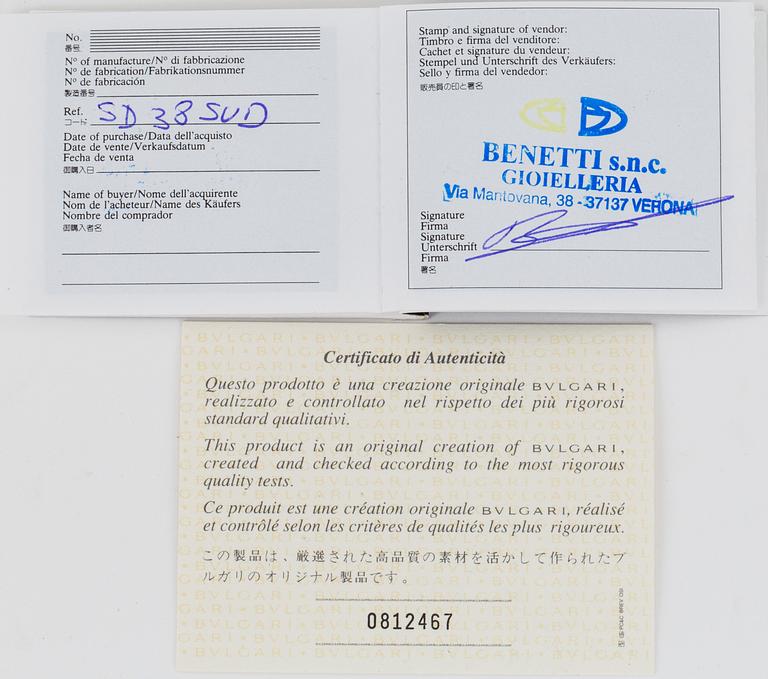 No.
番号
N° of manufacture/N° di fabbricazione
N° de fabrication/Fabrikationsnummer
N° de fabricación
製造番号
Ref. SD 38 SUD
コード
Date of purchase/Data dell'acquisto
Date de vente/Verkaufsdatum
Fecha de venta
御購入日
Name of buyer/Nome dell'acquirente
Nom de l'acheteur/Name des Käufers
Nombre del comprador
御購入者名
Stamp and signature of vendor:
Timbro e firma del venditore:
Cachet et signature du vendeur:
Stempel und Unterschrift des Verkäufers:
Sello y firma del vendedor:
販売員の印と署名
BENETTI s.n.c.
GIOIELLERIA
Via Mantovana, 38 - 37137 VERONA
Signature
Firma
Signature
Unterschrift
Firma
署名
Certificato di Autenticità
Questo prodotto è una creazione originale BVLGARI,
realizzato e controllato nel rispetto dei più rigorosi
standard qualitativi.
This product is an original creation of BVLGARI,
created and checked according to the most rigorous
quality tests.
Ce produit est une création originale BVLGARI, réalisé
et contrôlé selon les critères de qualités les plus rigoureux.
この製品は、厳選された高品質の素材を活かして作られたブ
ルガリのオリジナル製品です。
0812467